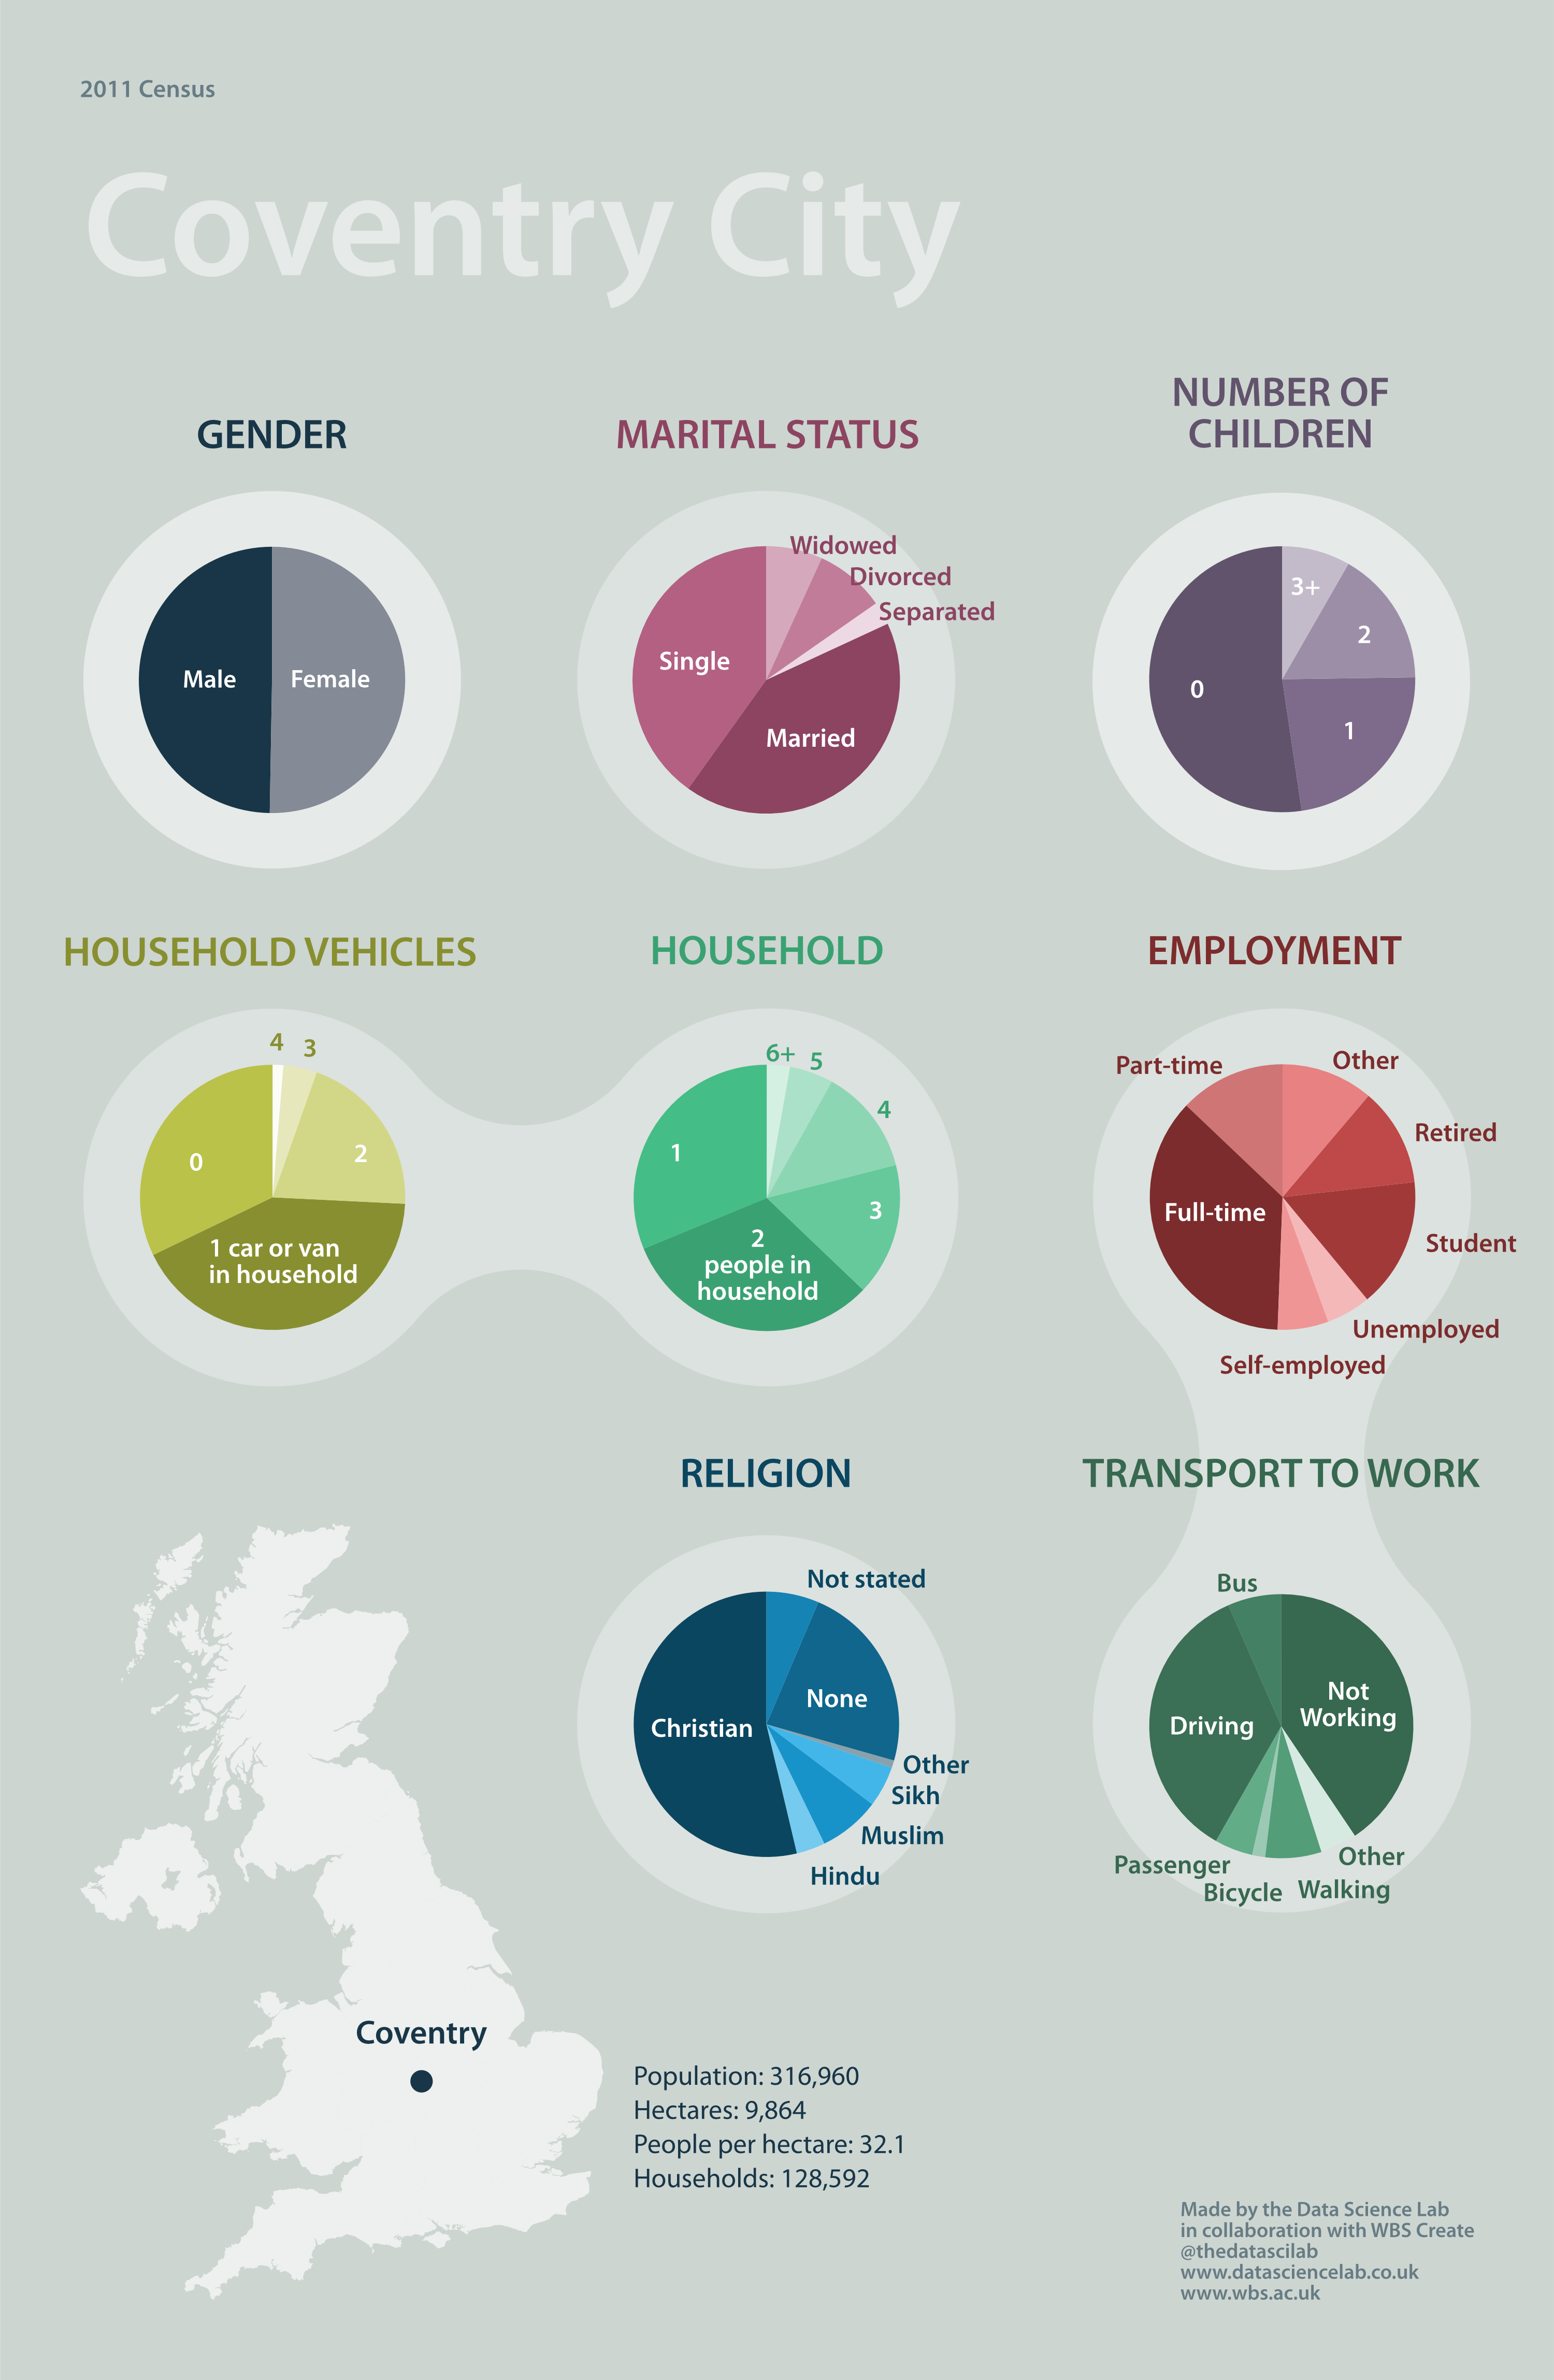 2011 Census
Coventry City
GENDER
Male
Female
MARITAL STATUS
Widowed
Divorced
Separated
Single
Married
NUMBER OF
CHILDREN
3+
2
0
1
HOUSEHOLD VEHICLES
4
3
2
0
1 car or van
in household
HOUSEHOLD
6+
5
4
1
3
2
people in
household
EMPLOYMENT
Part-time
Other
Retired
Full-time
Student
Unemployed
Self-employed
RELIGION
Not stated
None
Christian
Other
Sikh
Muslim
Hindu
TRANSPORT TO WORK
Bus
Not
Working
Driving
Other
Passenger
Walking
Bicycle
Coventry
Population: 316,960
Hectares: 9,864
People per hectare: 32.1
Households: 128,592
Made by the Data Science Lab
in collaboration with WBS Create
@thedatascilab
www.datasciencelab.co.uk
www.wbs.ac.uk